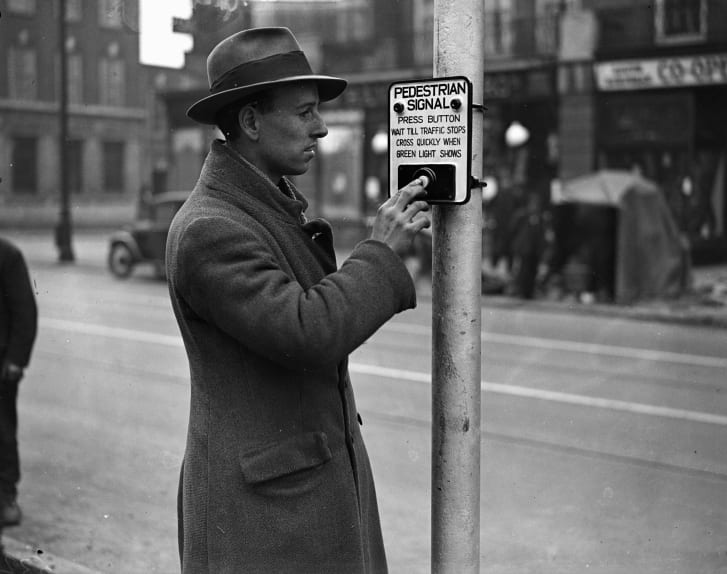 PEDESTRIAN
SIGNAL
PRESS BUTTON
WAIT TILL TRAFFIC STOPS
CROSS QUICKLY WHEN
GREEN LIGHT SHOWS
CO-OP